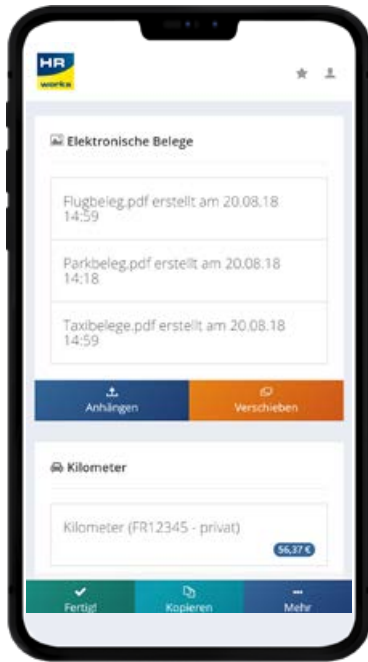 HR
works
Elektronische Belege
Flugbeleg.pdf erstellt am 20.08.18
14:59
Parkbeleg.pdf erstellt am 20.08.18
14:18
Taxibelege.pdf erstellt am 20.08.18
14:59
Anhängen Verschieben
Kilometer
Kilometer (FR12345 - privat)
56,37 €
Fertig! Kopieren Mehr